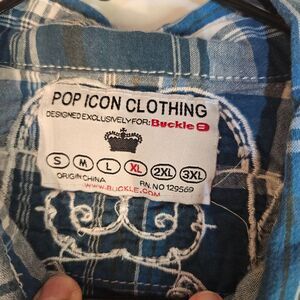 POP ICON CLOTHING
DESIGNED EXCLUSIVELY FOR: Buckle B
S M L XL 2XL 3XL
ORIGIN CHINA RN. NO 129569
WWW.BUCKLE.COM